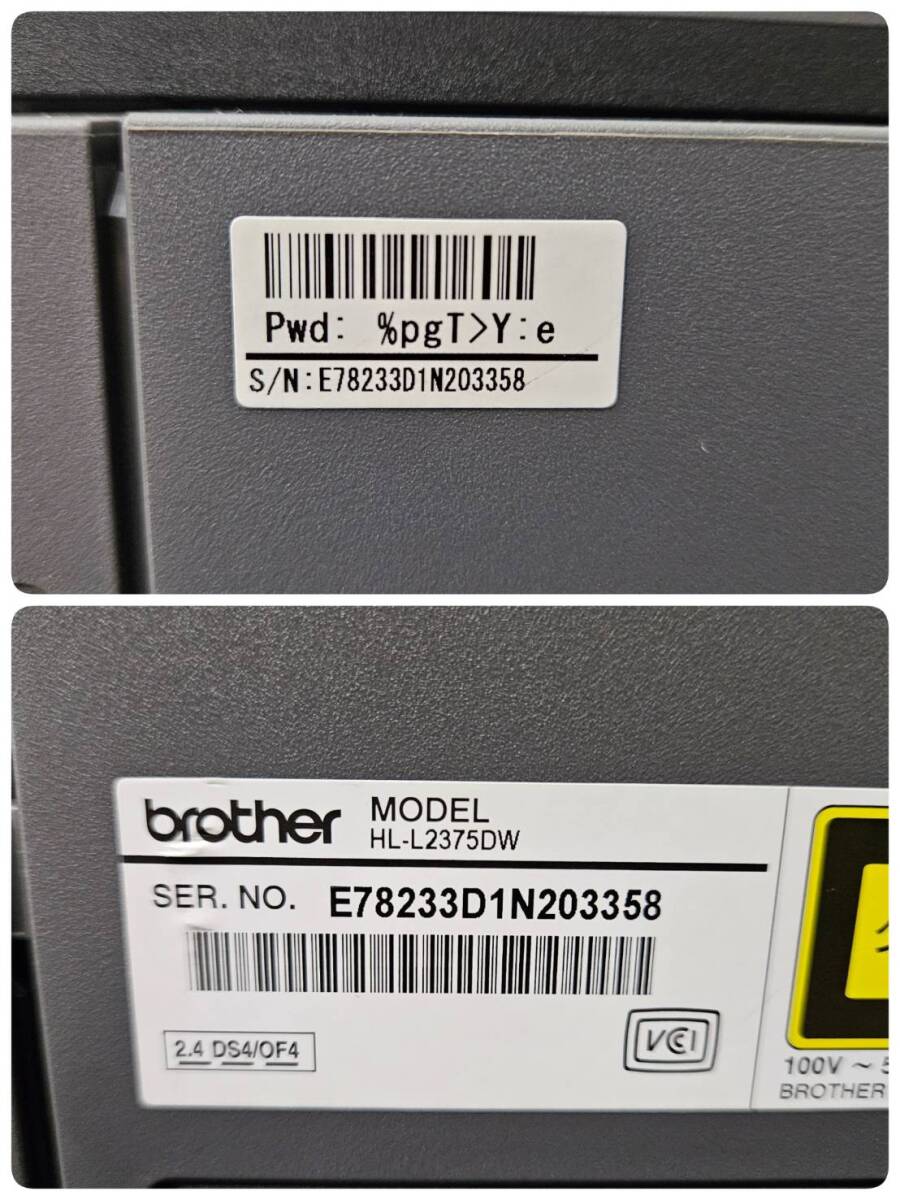 Pwd: %pgT>Y:e
S/N:E78233D1N203358
brother MODEL
HL-L2375DW
SER. NO. E78233D1N203358
2.4 DS4/OF4
VCI
100V ~
BROTHER